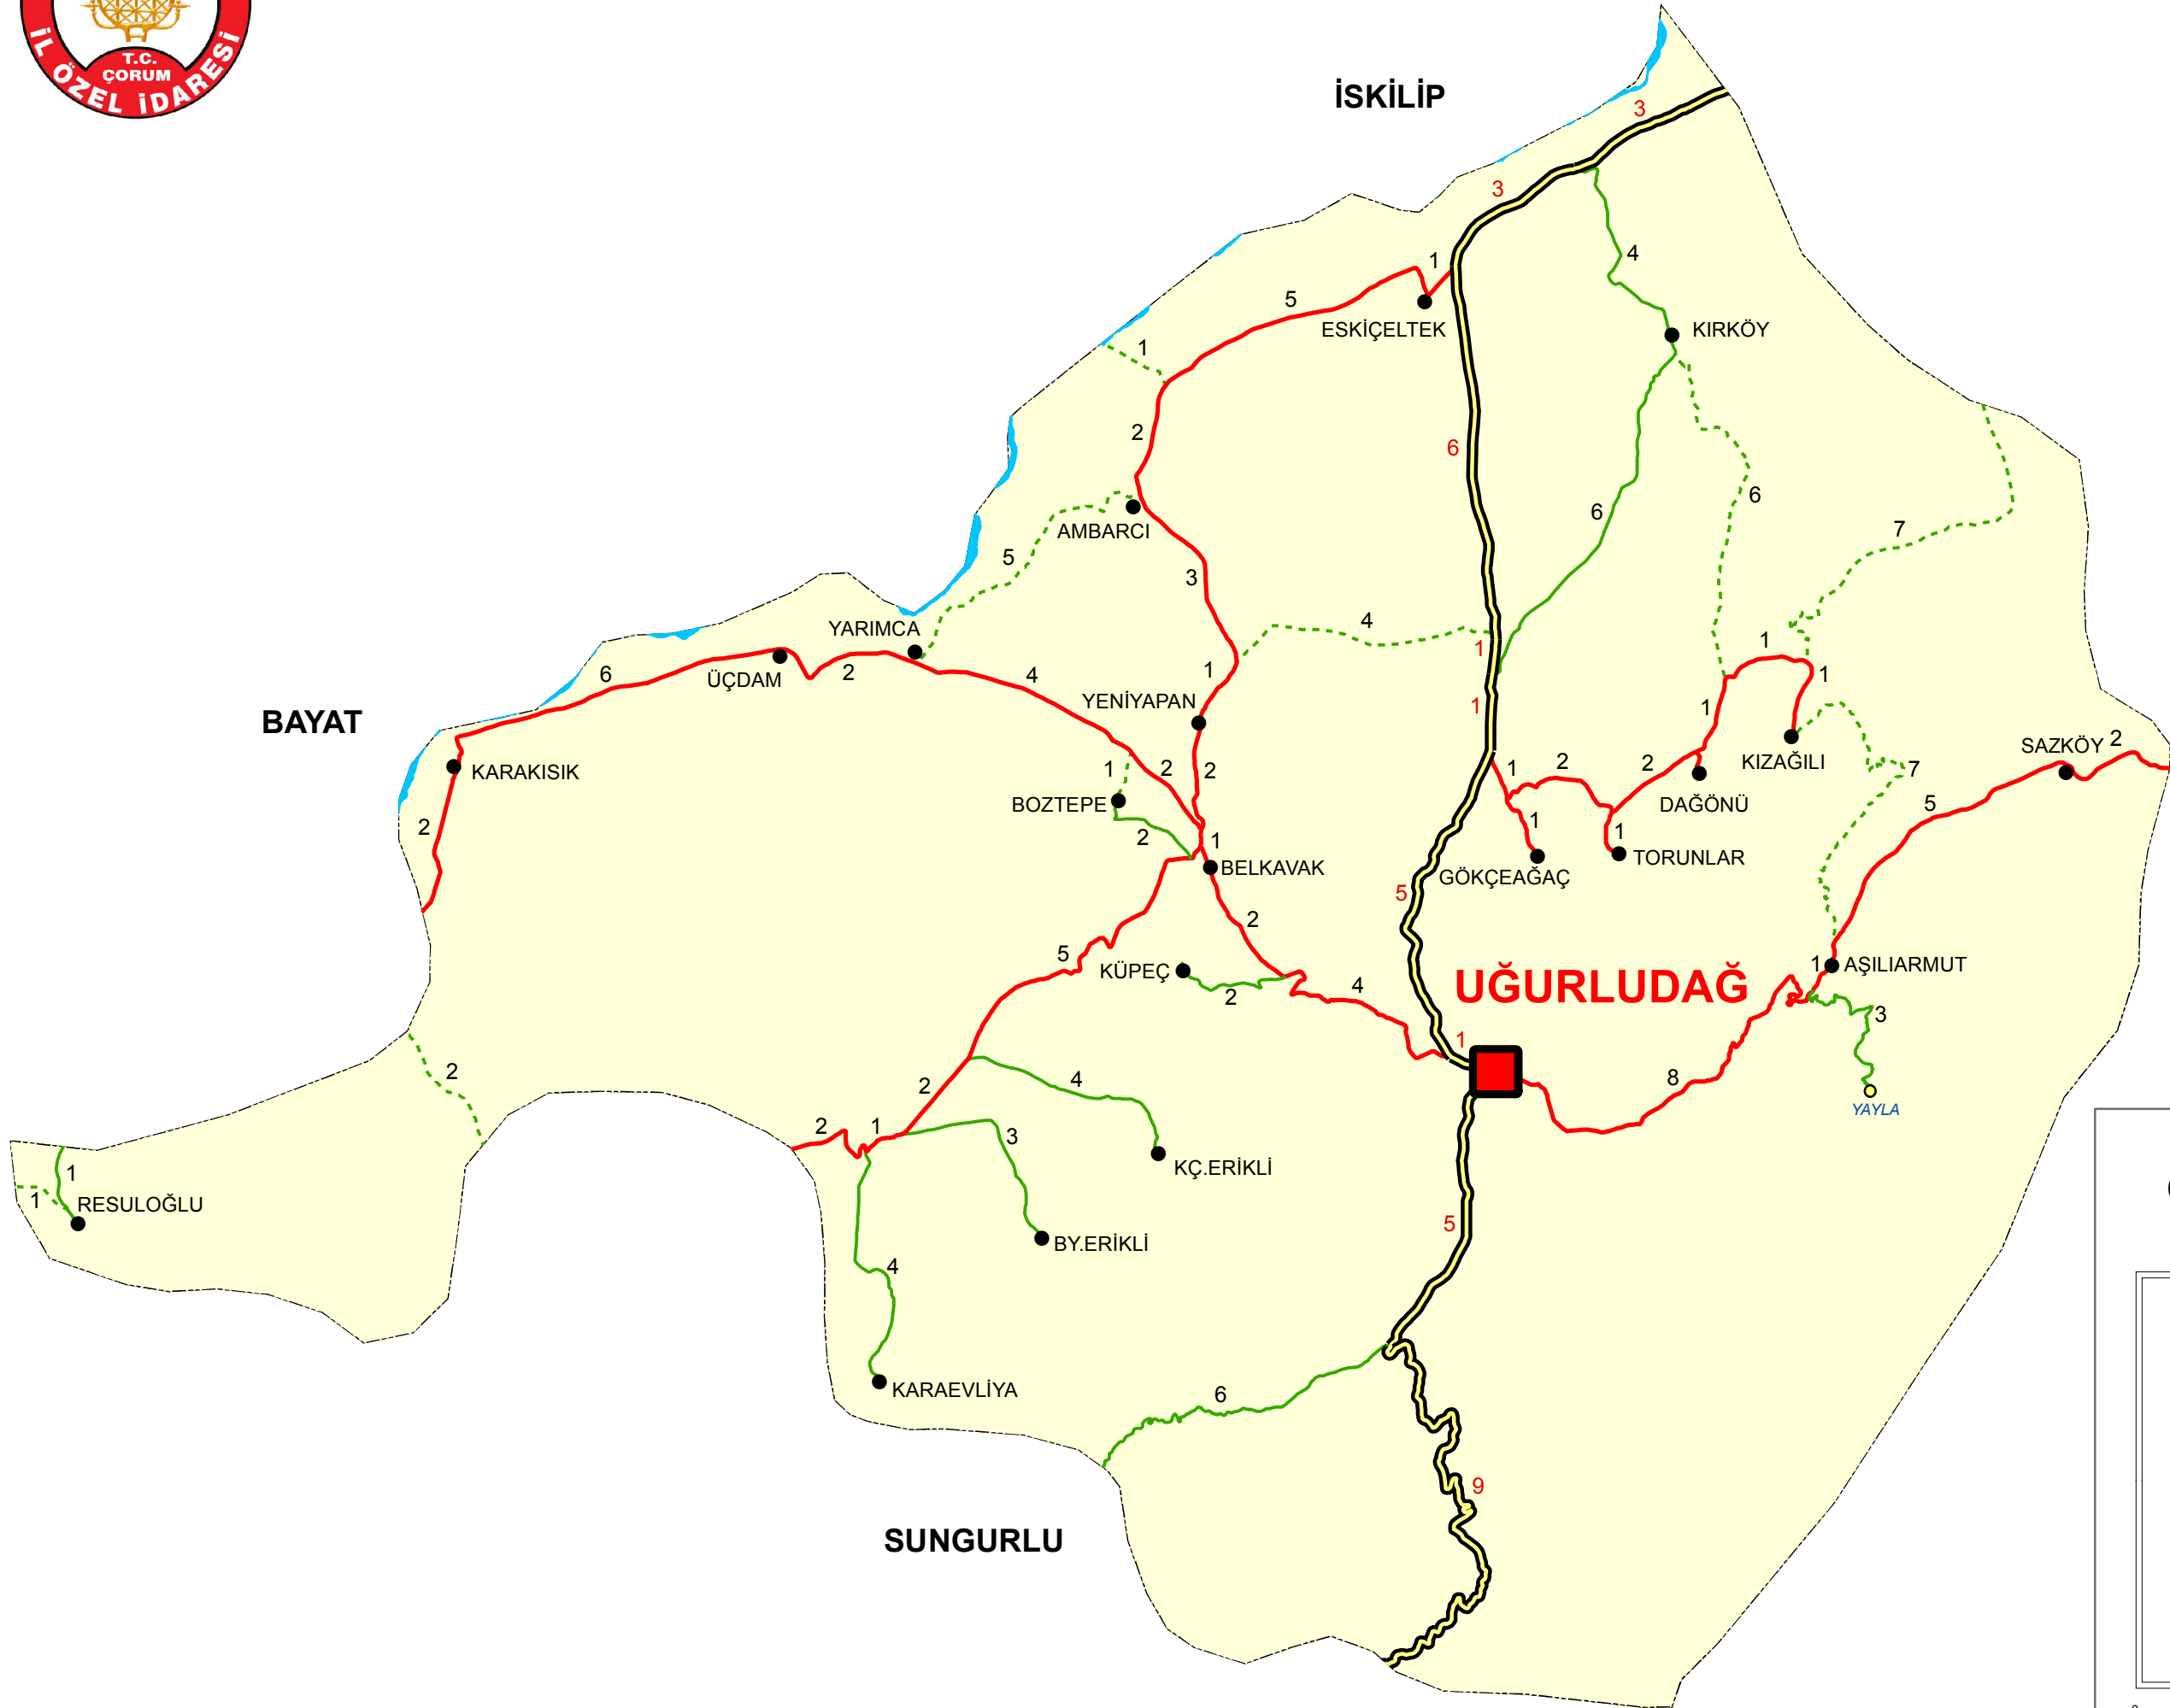 İL ÖZEL İDARESİ
T.C.
ÇORUM
İSKİLİP
3
3
4
1
5
ESKİÇELTEK
KIRKÖY
1
2
6
6
6
7
AMBARCI
5
3
4
YARIMCA
1
1
1
6
ÜÇDAM
2
4
1
1
YENİYAPAN
1
1
BAYAT
SAZKÖY 2
KARAKISIK
1
2
2
1
2
2
KIZAĞILI
7
BOZTEPE
DAĞÖNÜ
5
2
2
1
1
1
BELKAVAK
GÖKÇEAĞAÇ
TORUNLAR
5
2
5
KÜPEÇ
2
4
UĞURLUDAĞ
1
AŞILIARMUT
3
1
2
2
4
8
YAYLA
2
1
3
KÇ.ERİKLİ
1
1
RESULOĞLU
5
BY.ERİKLİ
4
KARAEVLİYA
6
9
SUNGURLU